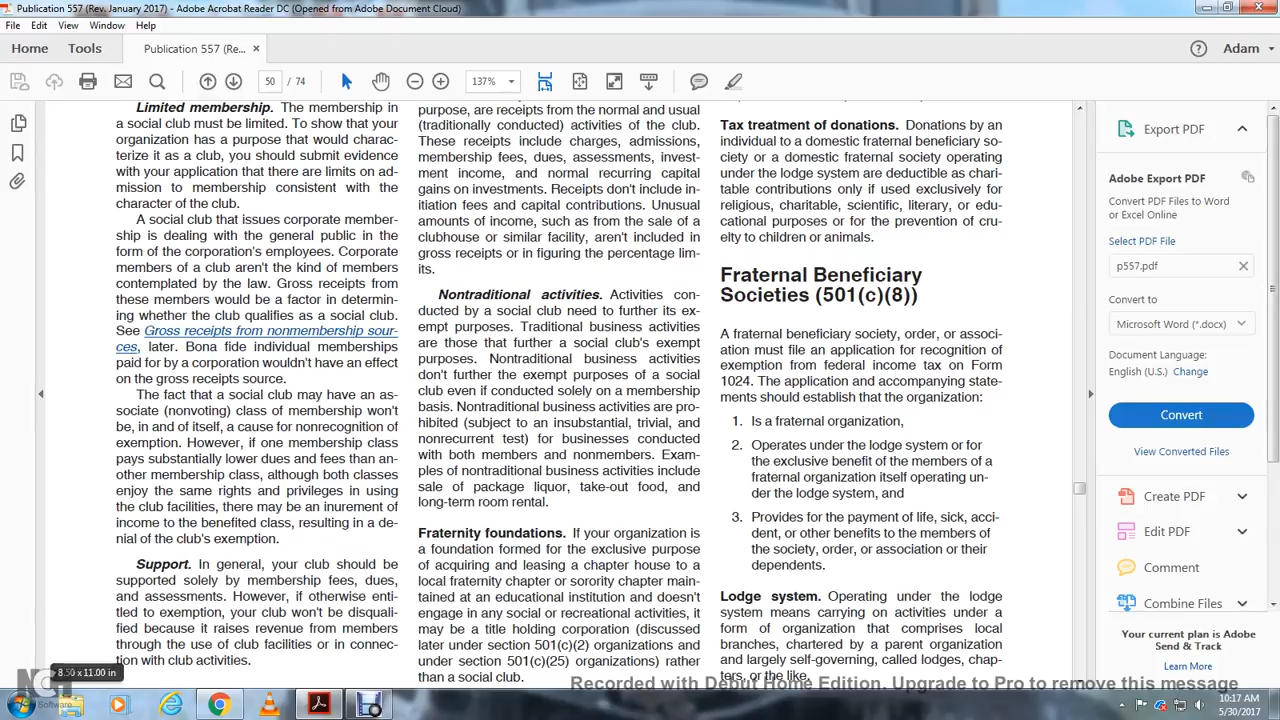 Publication 557 (Rev. January 2017) - Adobe Acrobat Reader DC (Opened from Adobe Document Cloud)
File Edit View Window Help
Home Tools Publication 557 (Re... × Adam
50 / 74 137%
Limited membership. The membership in
a social club must be limited. To show that your
organization has a purpose that would charac-
terize it as a club, you should submit evidence
with your application that there are limits on ad-
mission to membership consistent with the
character of the club.
A social club that issues corporate member-
ship is dealing with the general public in the
form of the corporation's employees. Corporate
members of a club aren't the kind of members
contemplated by the law. Gross receipts from
these members would be a factor in determin-
ing whether the club qualifies as a social club.
See Gross receipts from nonmembership sour-
ces, later. Bona fide individual memberships
paid for by a corporation wouldn't have an effect
on the gross receipts source.
The fact that a social club may have an as-
sociate (nonvoting) class of membership won't
be, in and of itself, a cause for nonrecognition of
exemption. However, if one membership class
pays substantially lower dues and fees than an-
other membership class, although both classes
enjoy the same rights and privileges in using
the club facilities, there may be an inurement of
income to the benefited class, resulting in a de-
nial of the club's exemption.
Support. In general, your club should be
supported solely by membership fees, dues,
and assessments. However, if otherwise enti-
tled to exemption, your club won't be disquali-
fied because it raises revenue from members
through the use of club facilities or in connec-
tion with club activities.
purpose, are receipts from the normal and usual
(traditionally conducted) activities of the club.
These receipts include charges, admissions,
membership fees, dues, assessments, invest-
ment income, and normal recurring capital
gains on investments. Receipts don't include in-
itiation fees and capital contributions. Unusual
amounts of income, such as from the sale of a
clubhouse or similar facility, aren't included in
gross receipts or in figuring the percentage lim-
its.
Nontraditional activities. Activities con-
ducted by a social club need to further its ex-
empt purposes. Traditional business activities
are those that further a social club's exempt
purposes. Nontraditional business activities
don't further the exempt purposes of a social
club even if conducted solely on a membership
basis. Nontraditional business activities are pro-
hibited (subject to an insubstantial, trivial, and
nonrecurrent test) for businesses conducted
with both members and nonmembers. Exam-
ples of nontraditional business activities include
sale of package liquor, take-out food, and
long-term room rental.
Fraternity foundations. If your organization is
a foundation formed for the exclusive purpose
of acquiring and leasing a chapter house to a
local fraternity chapter or sorority chapter main-
tained at an educational institution and doesn't
engage in any social or recreational activities, it
may be a title holding corporation (discussed
later under section 501(c)(2) organizations and
under section 501(c)(25) organizations) rather
than a social club.
Tax treatment of donations. Donations by an
individual to a domestic fraternal beneficiary so-
ciety or a domestic fraternal society operating
under the lodge system are deductible as chari-
table contributions only if used exclusively for
religious, charitable, scientific, literary, or edu-
cational purposes or for the prevention of cru-
elty to children or animals.
Fraternal Beneficiary
Societies (501(c)(8))
A fraternal beneficiary society, order, or associ-
ation must file an application for recognition of
exemption from federal income tax on Form
1024. The application and accompanying state-
ments should establish that the organization:
1. Is a fraternal organization,
2. Operates under the lodge system or for
the exclusive benefit of the members of a
fraternal organization itself operating un-
der the lodge system, and
3. Provides for the payment of life, sick, acci-
dent, or other benefits to the members of
the society, order, or association or their
dependents.
Lodge system. Operating under the lodge
system means carrying on activities under a
form of organization that comprises local
branches, chartered by a parent organization
and largely self-governing, called lodges, chap-
ters, or the like.
Export PDF
Adobe Export PDF
Convert PDF Files to Word
or Excel Online
Select PDF File
p557.pdf
Convert to
Microsoft Word (*.docx)
Document Language:
English (U.S.) Change
Convert
View Converted Files
Create PDF
Edit PDF
Comment
Combine Files
Your current plan is Adobe
Send & Track
Learn More
8.50 x 11.00 in
NCH
Software
Recorded with Debut Home Edition. Upgrade to Pro to remove this message
10:17 AM
5/30/2017